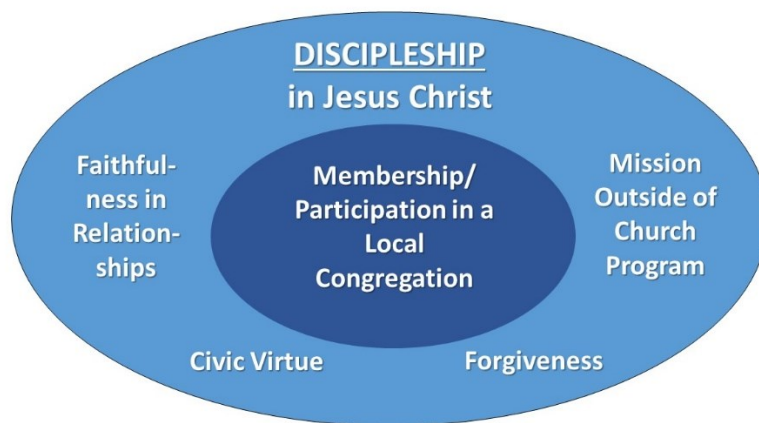 DISCIPLESHIP
in Jesus Christ
Faithful-
ness in
Relation-
ships
Membership/
Participation in a
Local
Congregation
Mission
Outside of
Church
Program
Civic Virtue
Forgiveness